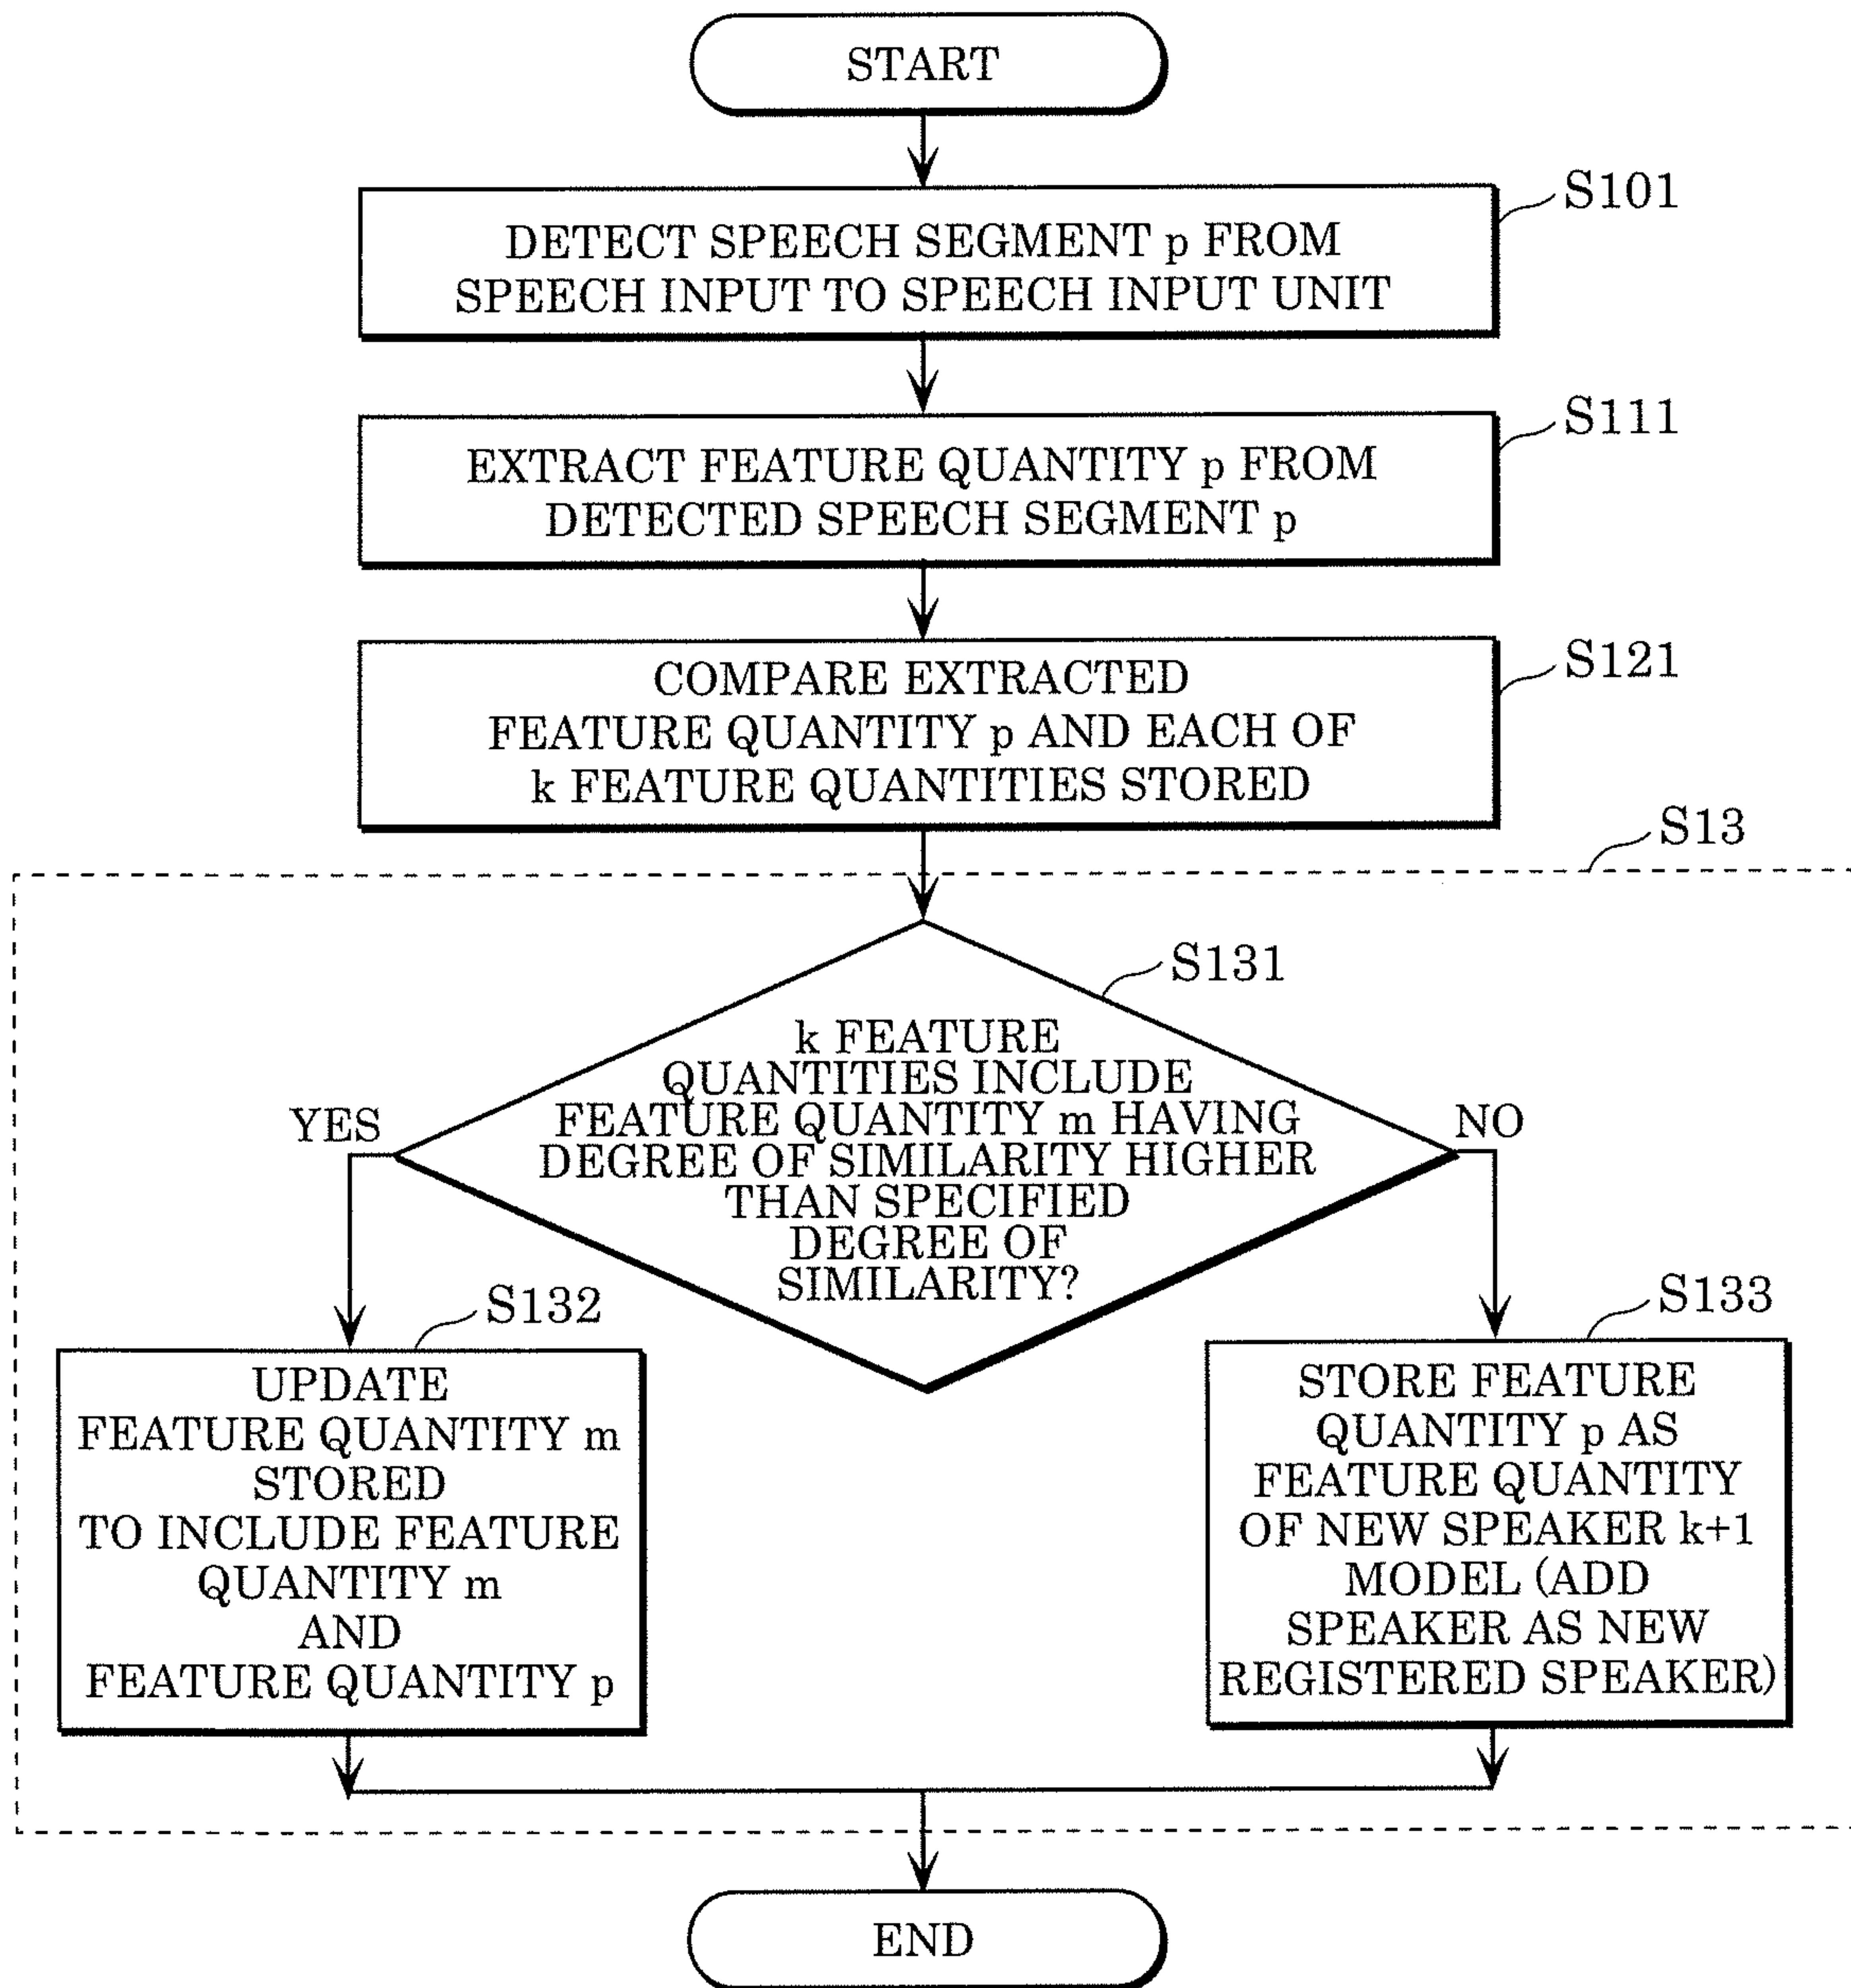 START
S101
DETECT SPEECH SEGMENT p FROM
SPEECH INPUT TO SPEECH INPUT UNIT
S111
EXTRACT FEATURE QUANTITY p FROM
DETECTED SPEECH SEGMENT p
S121
COMPARE EXTRACTED
FEATURE QUANTITY p AND EACH OF
k FEATURE QUANTITIES STORED
S13
S131
k FEATURE
QUANTITIES INCLUDE
FEATURE QUANTITY m HAVING
DEGREE OF SIMILARITY HIGHER
THAN SPECIFIED
DEGREE OF
SIMILARITY?
YES
NO
S132
UPDATE
FEATURE QUANTITY m
STORED
TO INCLUDE FEATURE
QUANTITY m
AND
FEATURE QUANTITY p
S133
STORE FEATURE
QUANTITY p AS
FEATURE QUANTITY
OF NEW SPEAKER k+1
MODEL (ADD
SPEAKER AS NEW
REGISTERED SPEAKER)
END